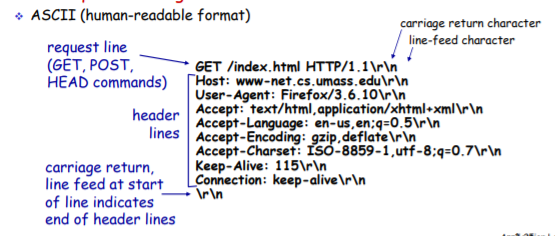 ❖ ASCII (human-readable format)
carriage return character
line-feed character
request line
(GET, POST,
HEAD commands)
header
lines
carriage return,
line feed at start
of line indicates
end of header lines
GET /index.html HTTP/1.1\r\n
Host: www-net.cs.umass.edu\r\n
User-Agent: Firefox/3.6.10\r\n
Accept: text/html,application/xhtml+xml\r\n
Accept-Language: en-us,en;q=0.5\r\n
Accept-Encoding: gzip,deflate\r\n
Accept-Charset: ISO-8859-1,utf-8;q=0.7\r\n
Keep-Alive: 115\r\n
Connection: keep-alive\r\n
\r\n